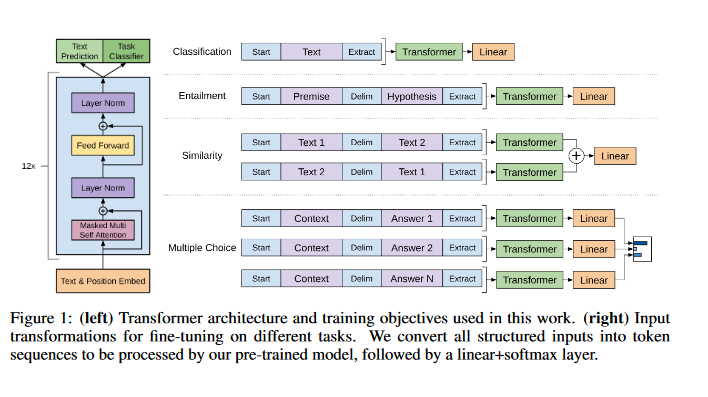 Text Prediction
Task Classifier
12x
Layer Norm
+
Feed Forward
Layer Norm
+
Masked Multi Self Attention
Text & Position Embed
Classification Start Text Extract Transformer Linear
Entailment Start Premise Delim Hypothesis Extract Transformer Linear
Similarity
Start Text 1 Delim Text 2 Extract Transformer
Start Text 2 Delim Text 1 Extract Transformer
+ Linear
Multiple Choice
Start Context Delim Answer 1 Extract Transformer Linear
Start Context Delim Answer 2 Extract Transformer Linear
Start Context Delim Answer N Extract Transformer Linear
Figure 1: (left) Transformer architecture and training objectives used in this work. (right) Input
transformations for fine-tuning on different tasks. We convert all structured inputs into token
sequences to be processed by our pre-trained model, followed by a linear+softmax layer.